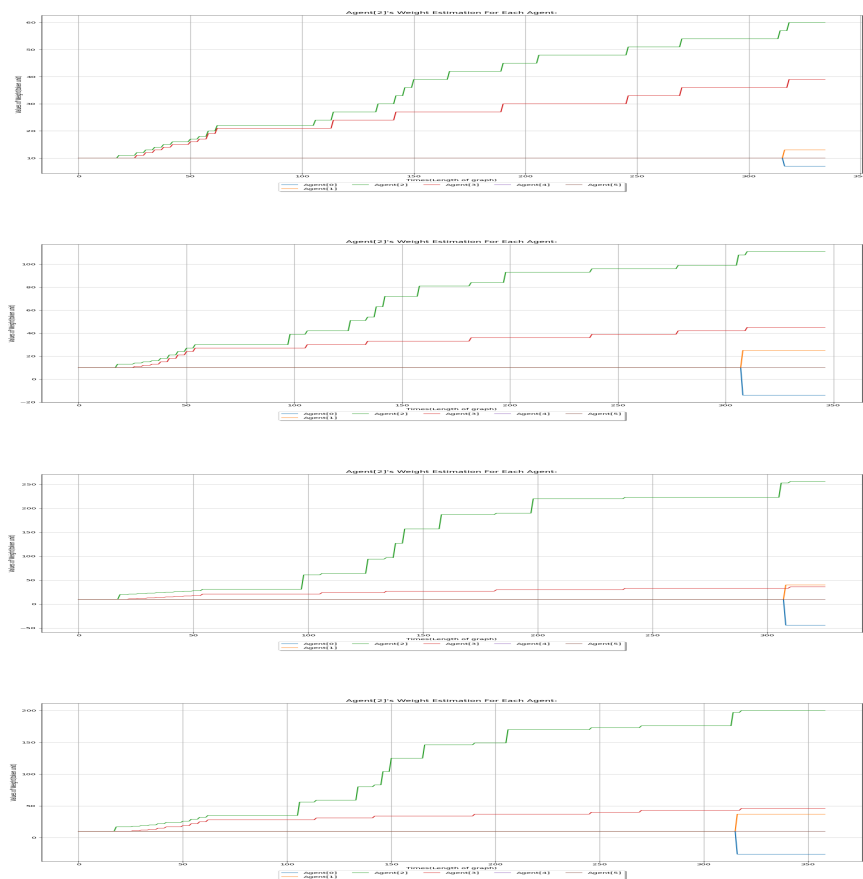 Agent[2]'s Weight Estimation For Each Agent:
60
50
40
30
20
10
0 50 100 150 200 250 300
Times(Length of graph)
Agent[0] Agent[2] Agent[3] Agent[4] Agent[5]
Agent[1]
Agent[2]'s Weight Estimation For Each Agent:
100
80
60
40
20
0
−20
0 50 100 150 200 250 300 350
Times(Length of graph)
Agent[0] Agent[2] Agent[3] Agent[4] Agent[5]
Agent[1]
Agent[2]'s Weight Estimation For Each Agent:
250
200
150
100
50
0
−50
0 50 100 150 200 250 300
Times(Length of graph)
Agent[0] Agent[2] Agent[3] Agent[4] Agent[5]
Agent[1]
Agent[2]'s Weight Estimation For Each Agent:
200
150
100
50
0
0 50 100 150 200 250 300 350
Times(Length of graph)
Agent[0] Agent[2] Agent[3] Agent[4] Agent[5]
Agent[1]